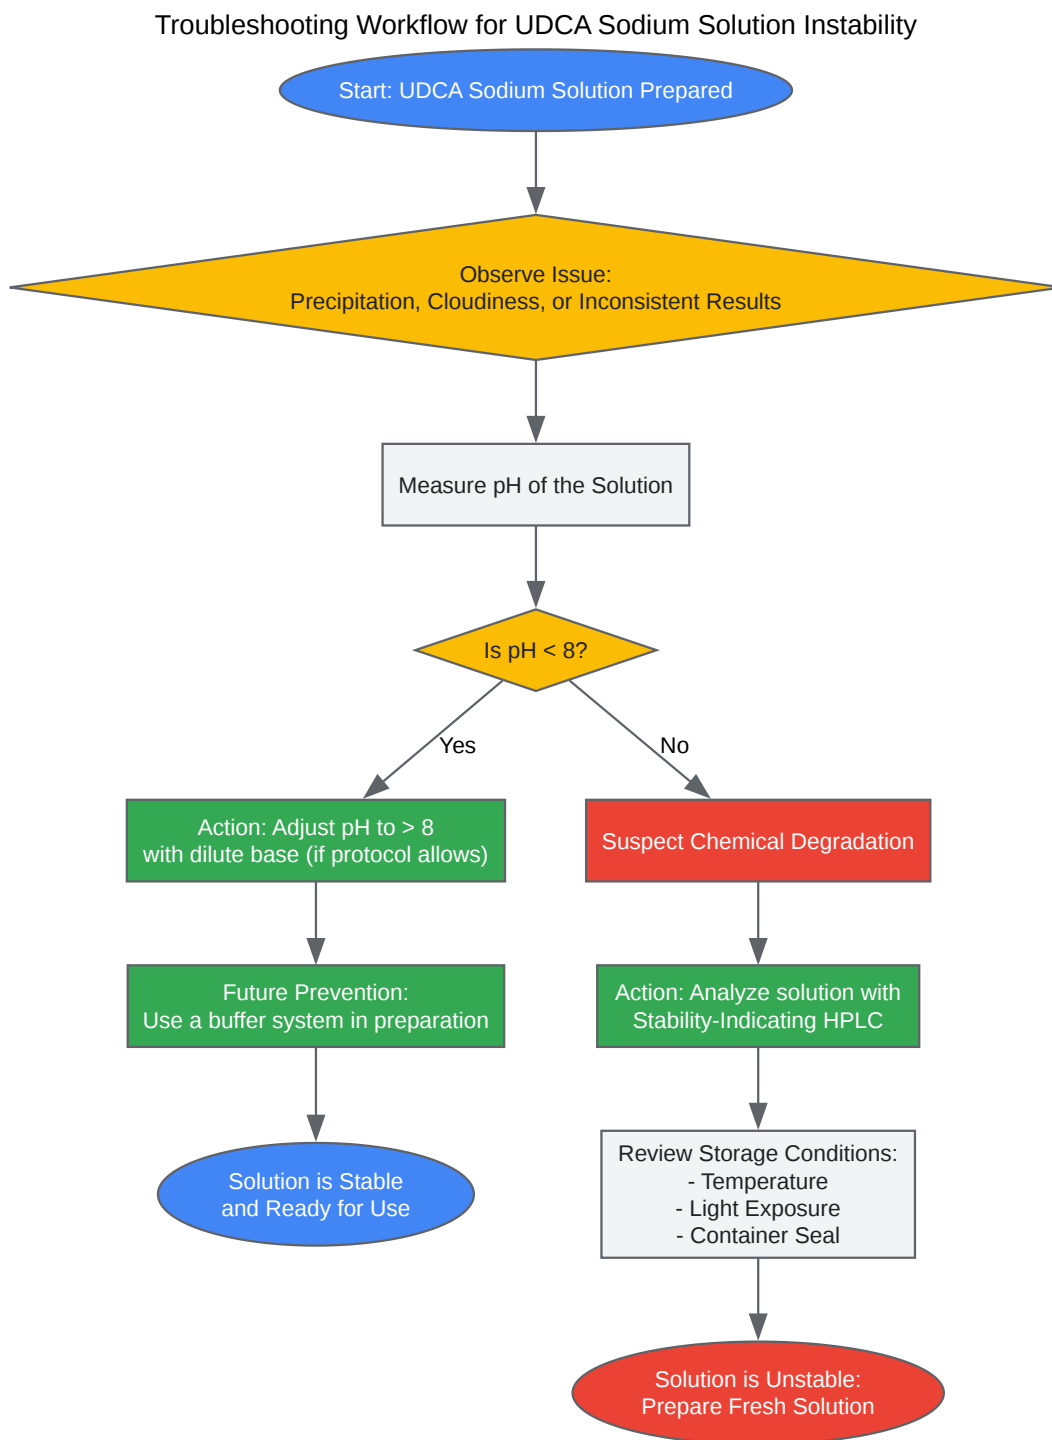 Troubleshooting Workflow for UDCA Sodium Solution Instability
Start: UDCA Sodium Solution Prepared
Observe Issue:
Precipitation, Cloudiness, or Inconsistent Results
Measure pH of the Solution
Is pH < 8?
Yes
No
Action: Adjust pH to > 8
with dilute base (if protocol allows)
Suspect Chemical Degradation
Future Prevention:
Use a buffer system in preparation
Action: Analyze solution with
Stability-Indicating HPLC
Solution is Stable
and Ready for Use
Review Storage Conditions:
- Temperature
- Light Exposure
- Container Seal
Solution is Unstable:
Prepare Fresh Solution